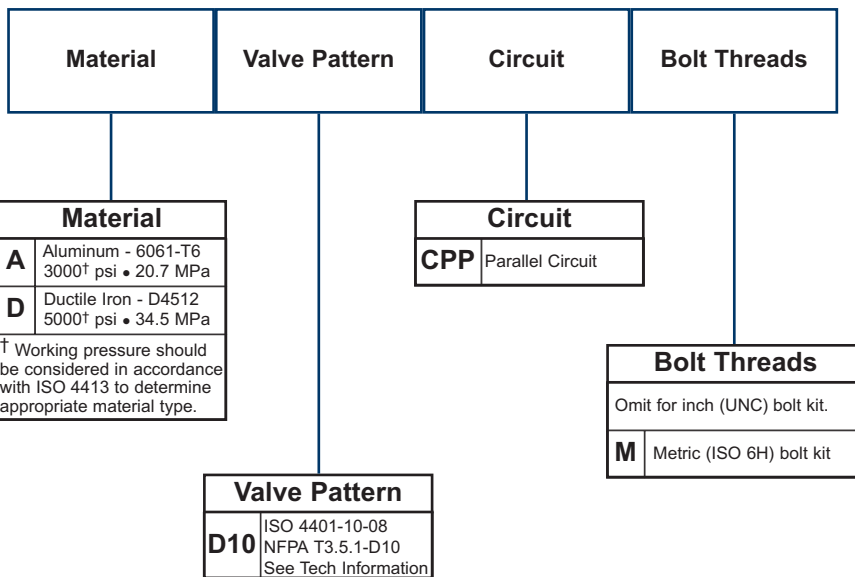 Material
Valve Pattern
Circuit
Bolt Threads
Material
A
Aluminum - 6061-T6
3000† psi • 20.7 MPa
D
Ductile Iron - D4512
5000† psi • 34.5 MPa
† Working pressure should
be considered in accordance
with ISO 4413 to determine
appropriate material type.
Circuit
CPP
Parallel Circuit
Bolt Threads
Omit for inch (UNC) bolt kit.
M
Metric (ISO 6H) bolt kit
Valve Pattern
D10
ISO 4401-10-08
NFPA T3.5.1-D10
See Tech Information